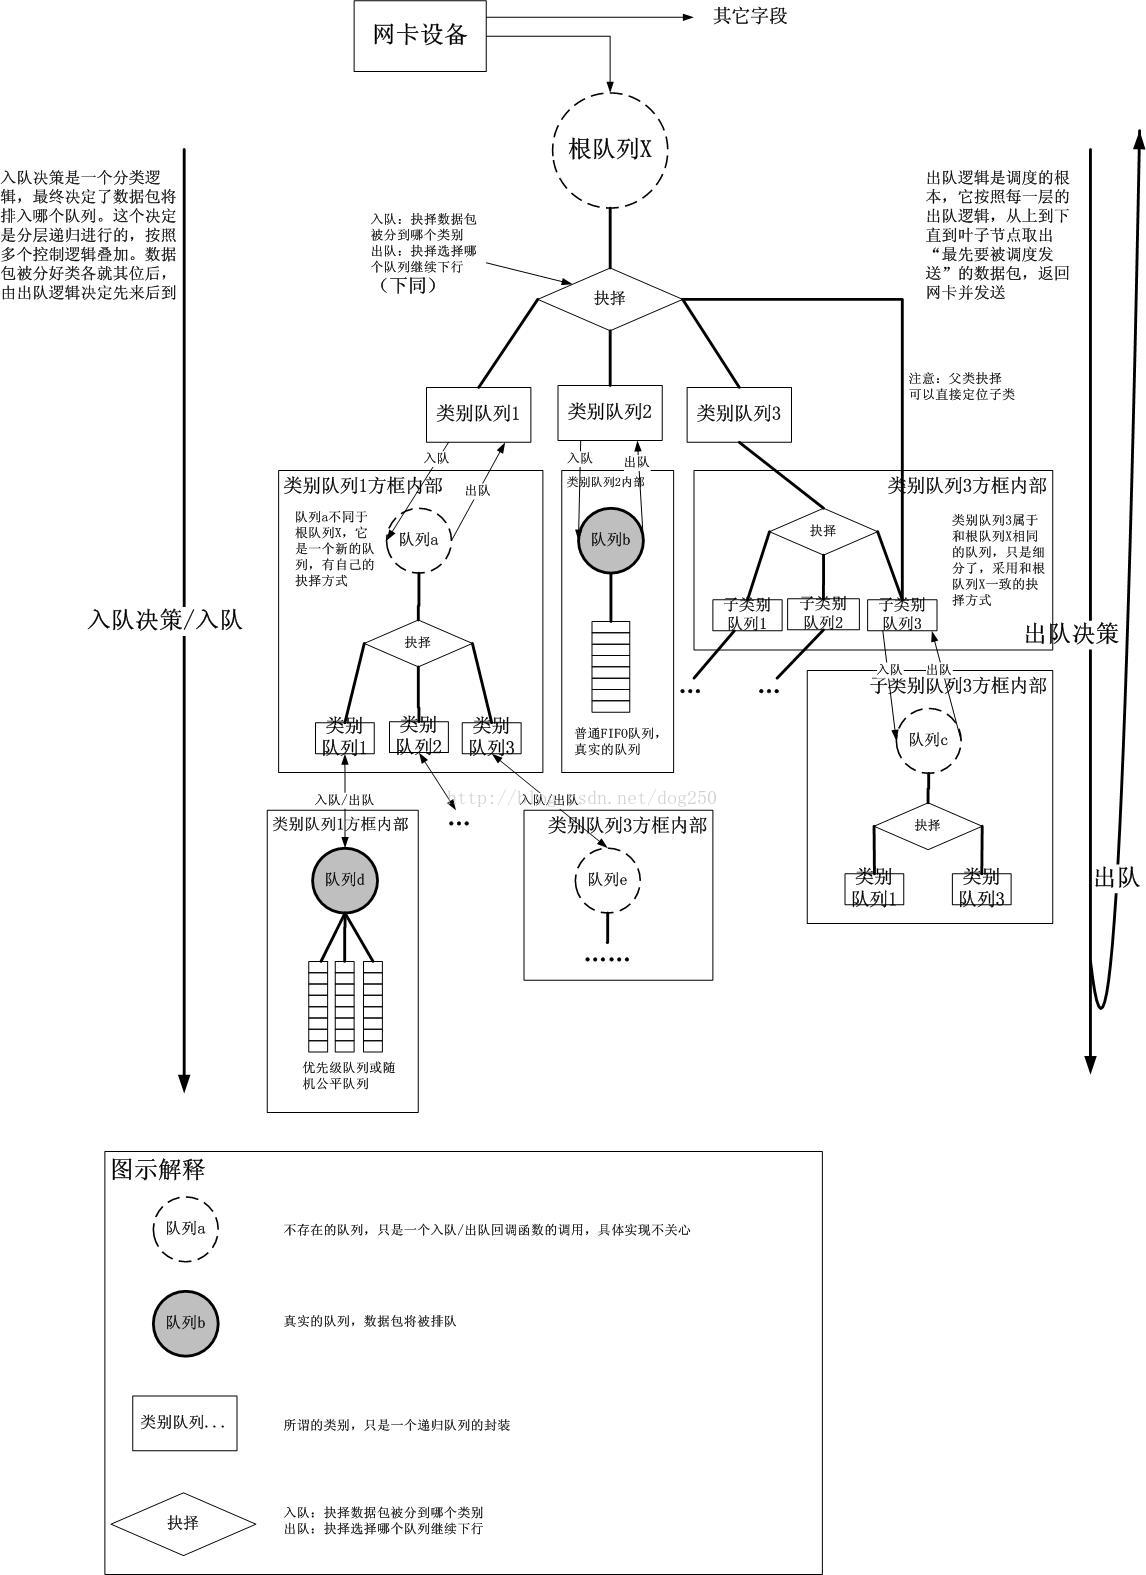 网卡设备
其它字段
根队列X
入队决策是一个分类逻
辑，最终决定了数据包将
排入哪个队列。这个决定
是分层递归进行的，按照
多个控制逻辑叠加。数据
包被分好类各就其位后，
由出队逻辑决定先来后到
入队：抉择数据包
被分到哪个类别
出队：抉择选择哪
个队列继续下行
（下同）
出队逻辑是调度的根
本，它按照每一层的
出队逻辑，从上到下
直到叶子节点取出
“最先要被调度发
送”的数据包，返回
网卡并发送
抉择
注意：父类抉择
可以直接定位子类
类别队列1
类别队列2
类别队列3
入队
出队
入队
出队
类别队列1方框内部
队列a不同于
根队列X，它
是一个新的队
列，有自己的
抉择方式
队列a
抉择
类别
队列1
类别
队列2
类别
队列3
类别队列2内部
队列b
普通FIFO队列，
真实的队列
类别队列3方框内部
类别队列3属于
和根队列X相同
的队列，只是细
分了，采用和根
队列X一致的抉
择方式
抉择
子类别
队列1
子类别
队列2
子类别
队列3
...
...
入队决策/入队
出队决策
入队
出队
子类别队列3方框内部
队列c
抉择
类别
队列1
类别
队列3
出队
http://blog.csdn.net/dog250
入队/出队
...
入队/出队
类别队列1方框内部
队列d
优先级队列或随
机公平队列
类别队列3方框内部
队列e
......
图示解释
队列a
不存在的队列，只是一个入队/出队回调函数的调用，具体实现不关心
队列b
真实的队列，数据包将被排队
类别队列...
所谓的类别，只是一个递归队列的封装
抉择
入队：抉择数据包被分到哪个类别
出队：抉择选择哪个队列继续下行